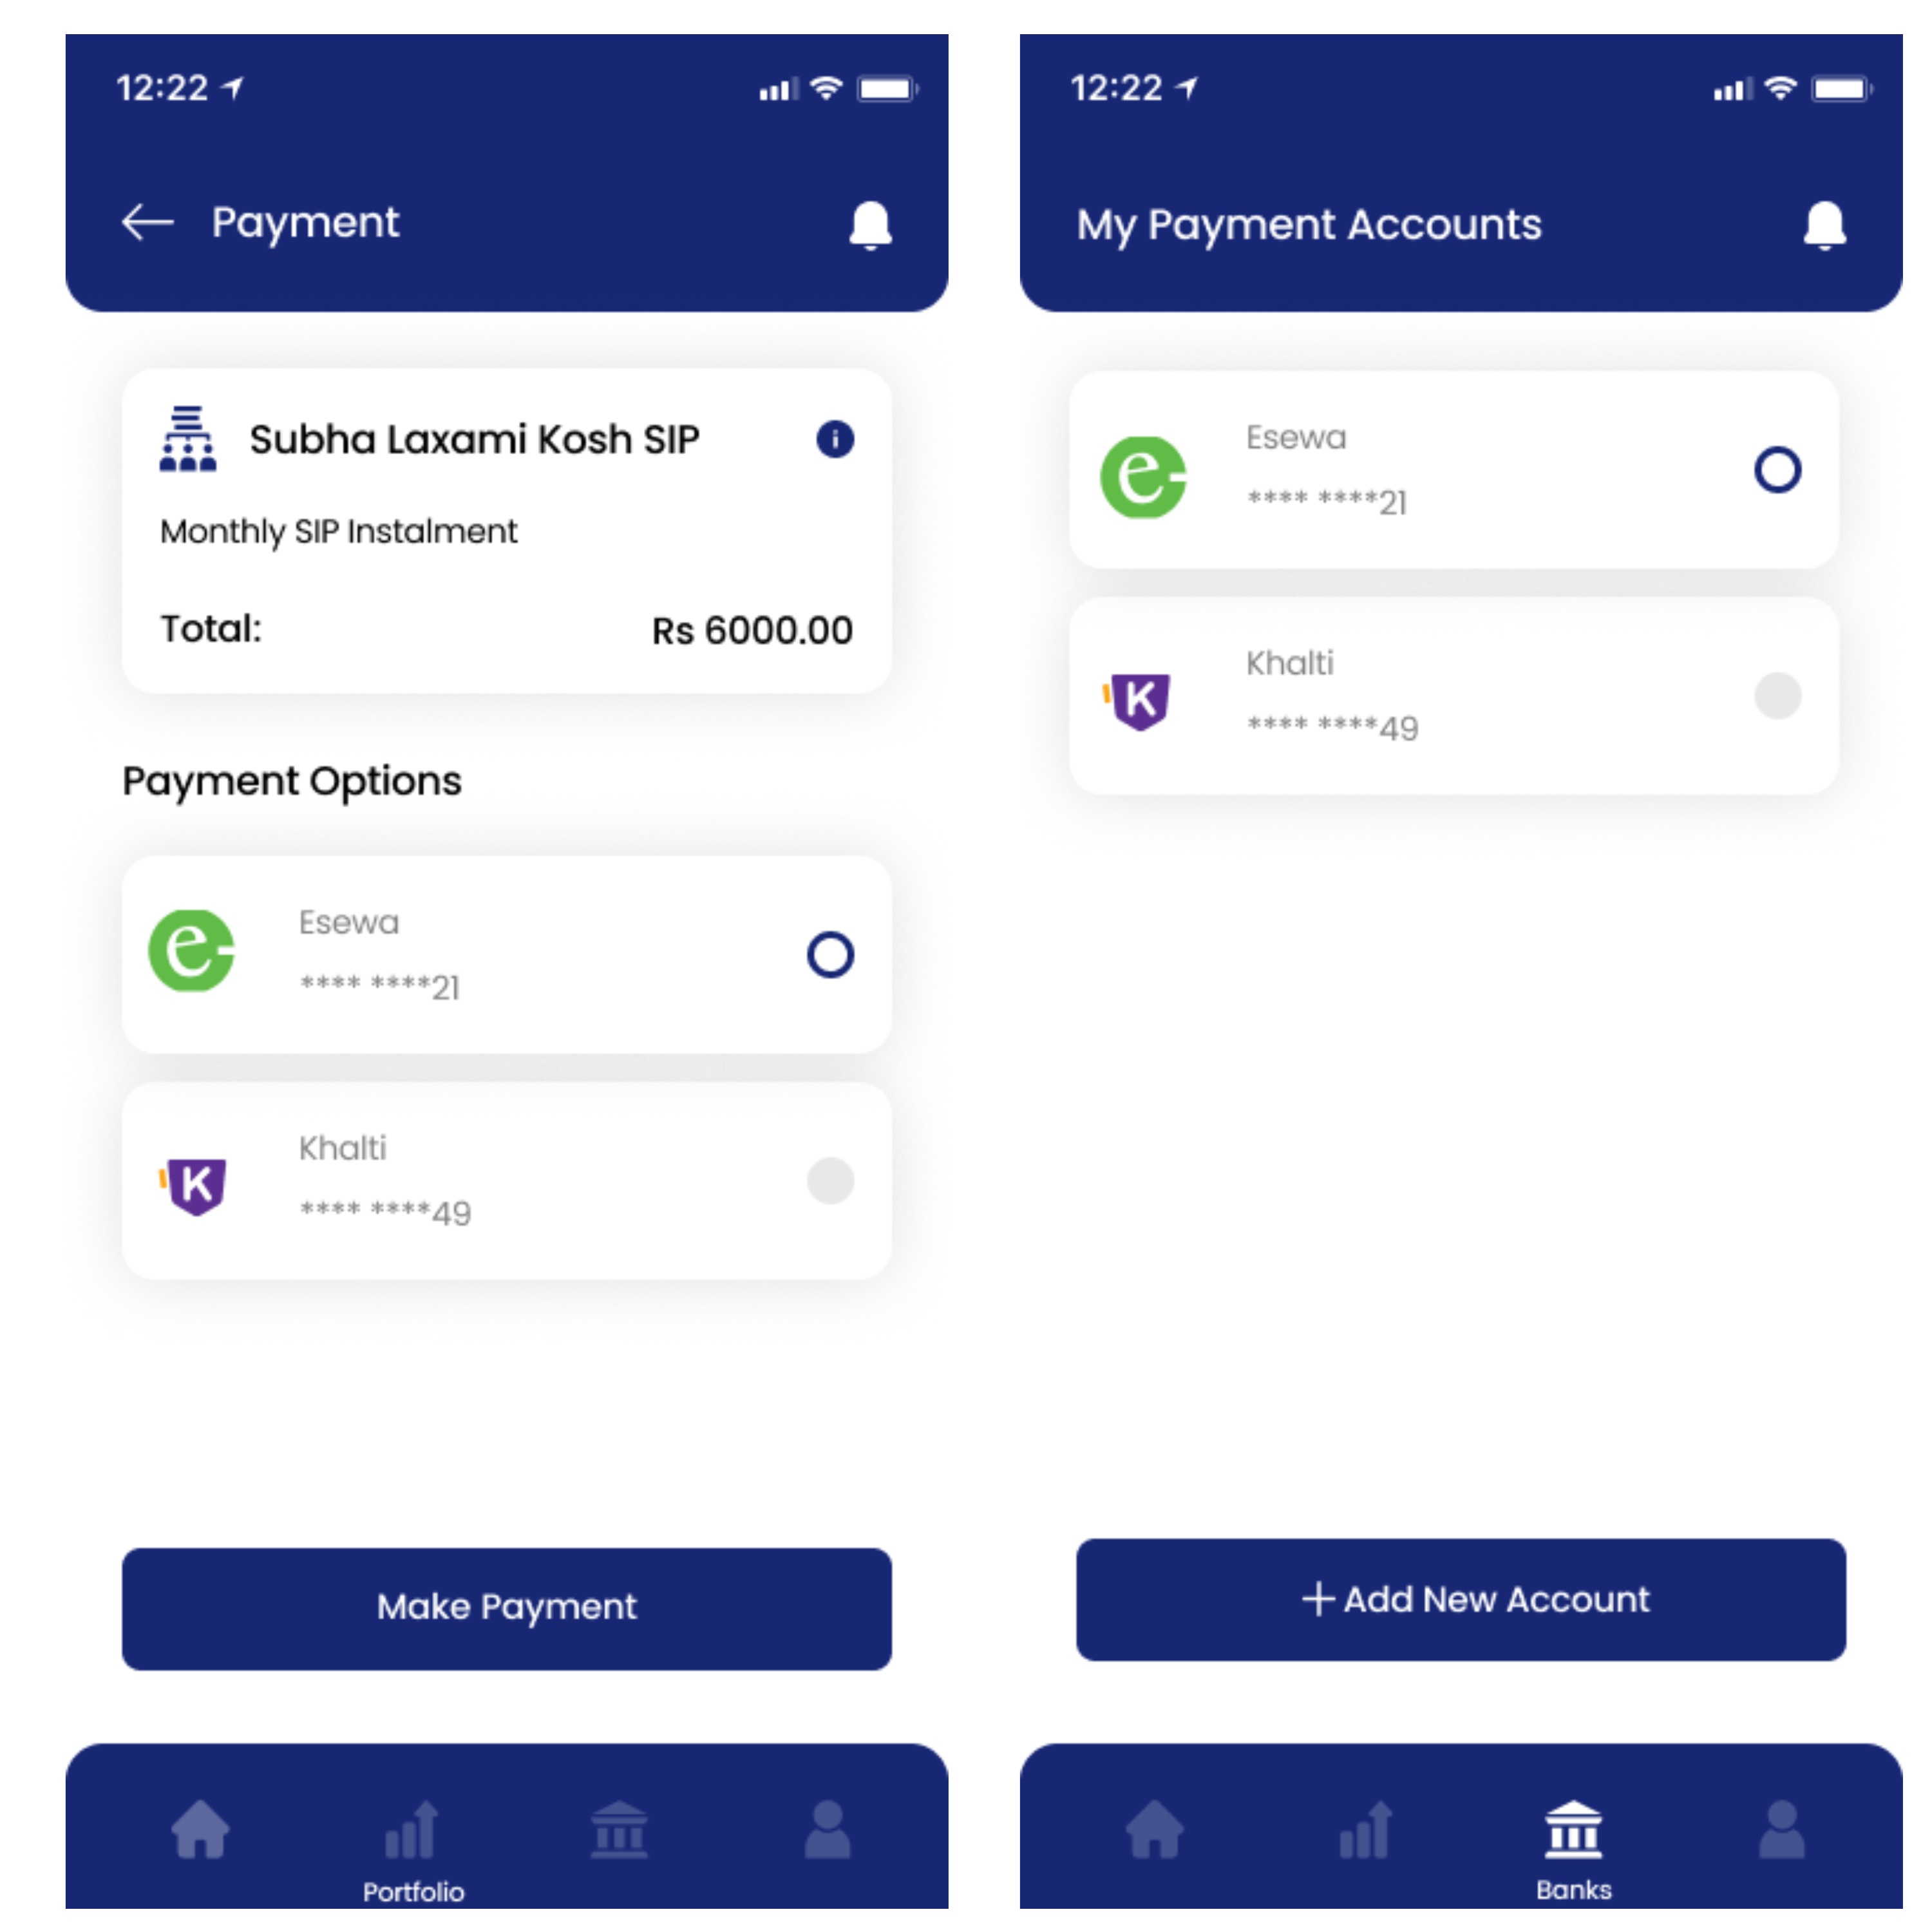 12:22
Payment
Subha Laxami Kosh SIP
Monthly SIP Instalment
Total: Rs 6000.00
Payment Options
e
Esewa
**** ****21
K
Khalti
**** ****49
Make Payment
Portfolio
12:22
My Payment Accounts
e
Esewa
**** ****21
K
Khalti
**** ****49
+ Add New Account
Banks